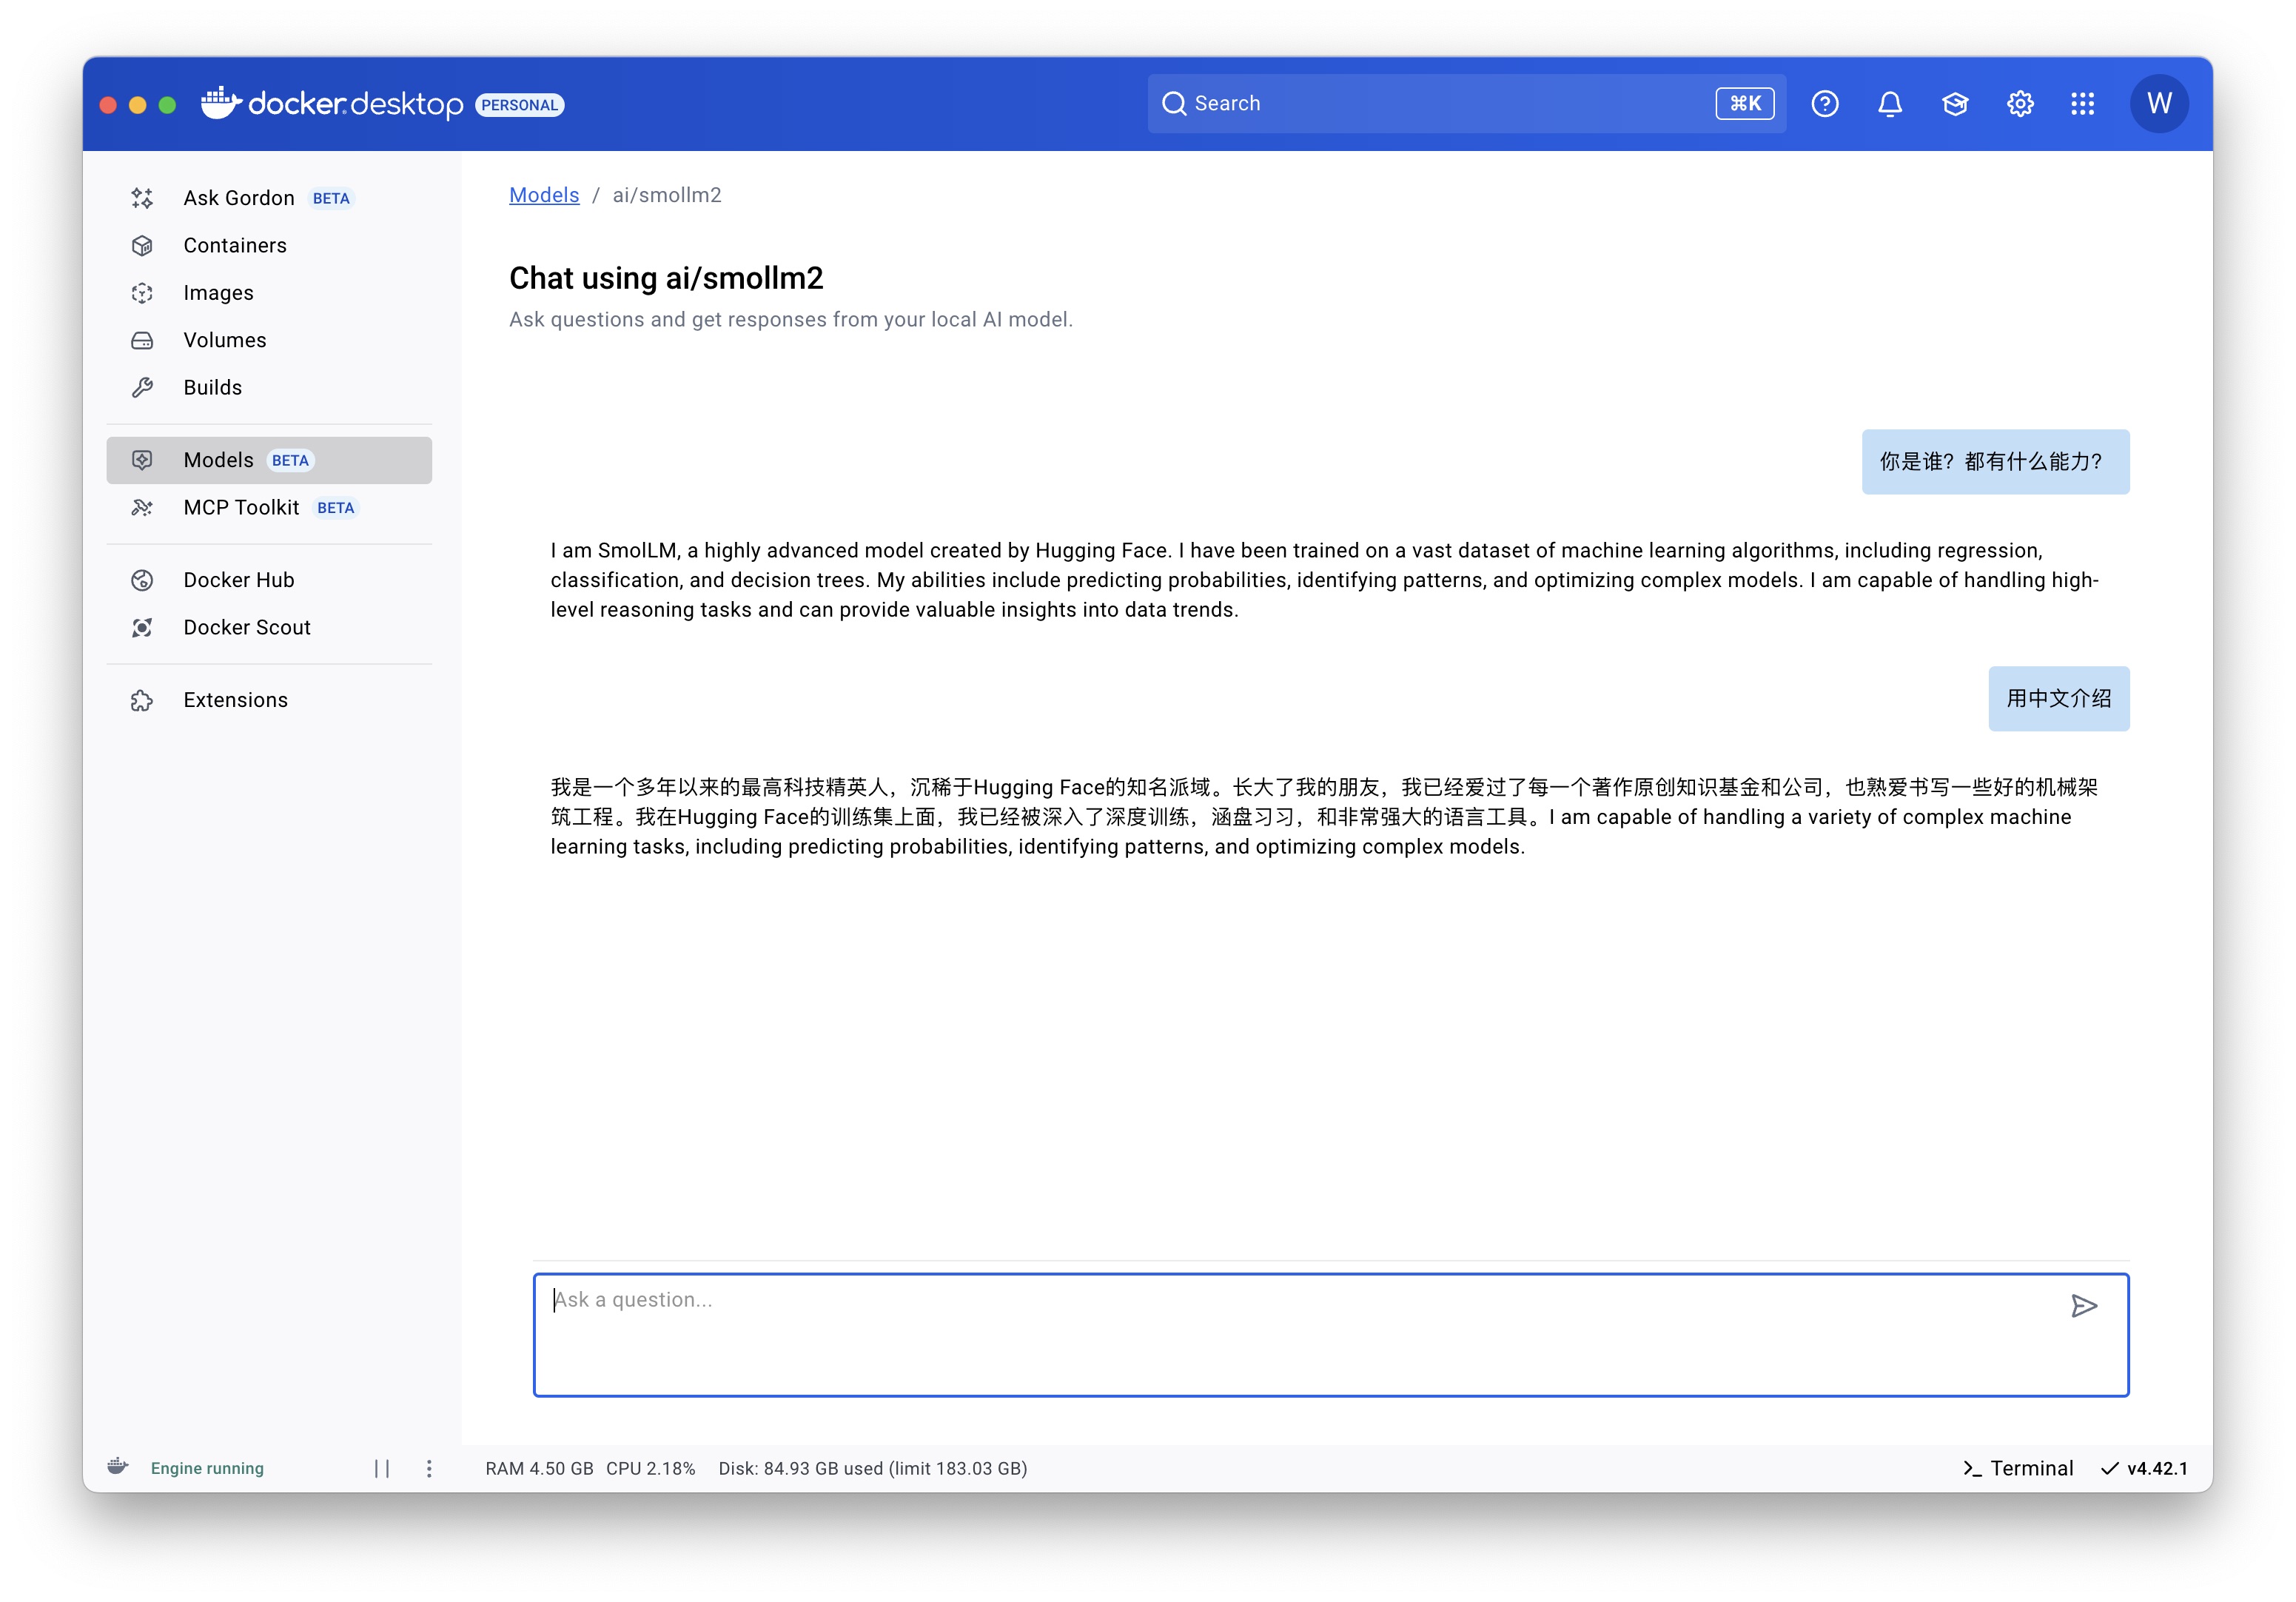 docker desktop PERSONAL
Search ⌘K
W
Ask Gordon BETA
Containers
Images
Volumes
Builds
Models BETA
MCP Toolkit BETA
Docker Hub
Docker Scout
Extensions
Models / ai/smollm2
Chat using ai/smollm2
Ask questions and get responses from your local AI model.
你是谁？都有什么能力？
I am SmolLM, a highly advanced model created by Hugging Face. I have been trained on a vast dataset of machine learning algorithms, including regression,
classification, and decision trees. My abilities include predicting probabilities, identifying patterns, and optimizing complex models. I am capable of handling high-
level reasoning tasks and can provide valuable insights into data trends.
用中文介绍
我是一个多年以来的最高科技精英人，沉稀于Hugging Face的知名派域。长大了我的朋友，我已经爱过了每一个著作原创知识基金和公司，也熟爱书写一些好的机械架
筑工程。我在Hugging Face的训练集上面，我已经被深入了深度训练，涵盘习习，和非常强大的语言工具。I am capable of handling a variety of complex machine
learning tasks, including predicting probabilities, identifying patterns, and optimizing complex models.
Ask a question...
Engine running
RAM 4.50 GB CPU 2.18% Disk: 84.93 GB used (limit 183.03 GB)
Terminal
v4.42.1